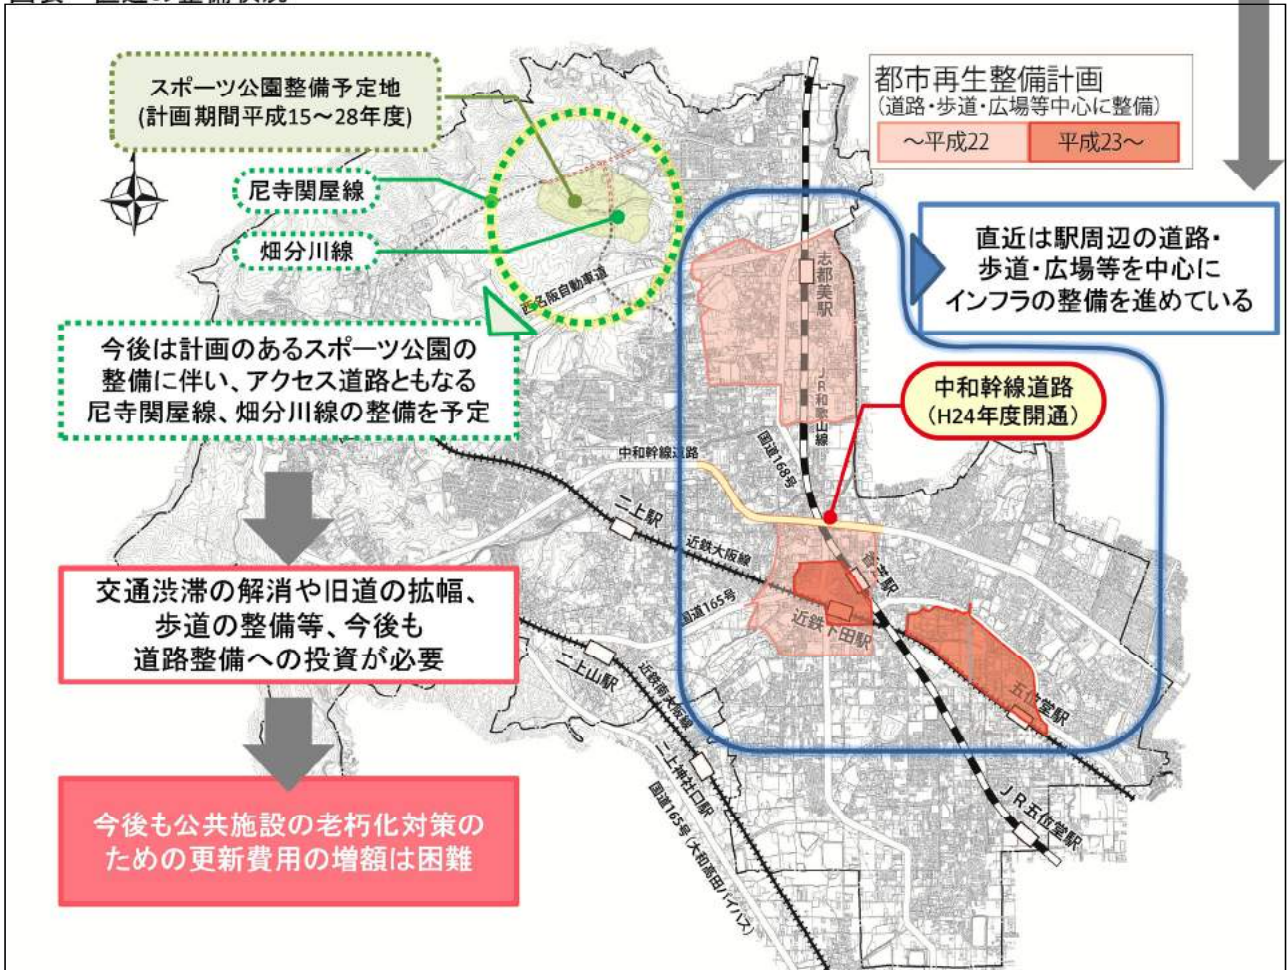 スポーツ公園整備予定地
(計画期間平成15～28年度)
都市再生整備計画
(道路・歩道・広場等中心に整備)
～平成22
平成23～
尼寺関屋線
畑分川線
直近は駅周辺の道路・
歩道・広場等を中心に
インフラの整備を進めている
西名阪自動車道
志都美駅
JR和歌山線
今後は計画のあるスポーツ公園の
整備に伴い、アクセス道路ともなる
尼寺関屋線、畑分川線の整備を予定
中和幹線道路
(H24年度開通)
国道168号
中和幹線道路
二上駅
近鉄大阪線
香芝駅
国道165号
近鉄下田駅
五位堂駅
交通渋滞の解消や旧道の拡幅、
歩道の整備等、今後も
道路整備への投資が必要
二上山駅
近鉄南大阪線
二上神社口駅
国道165号(大和高田バイパス)
JR五位堂駅
今後も公共施設の老朽化対策の
ための更新費用の増額は困難